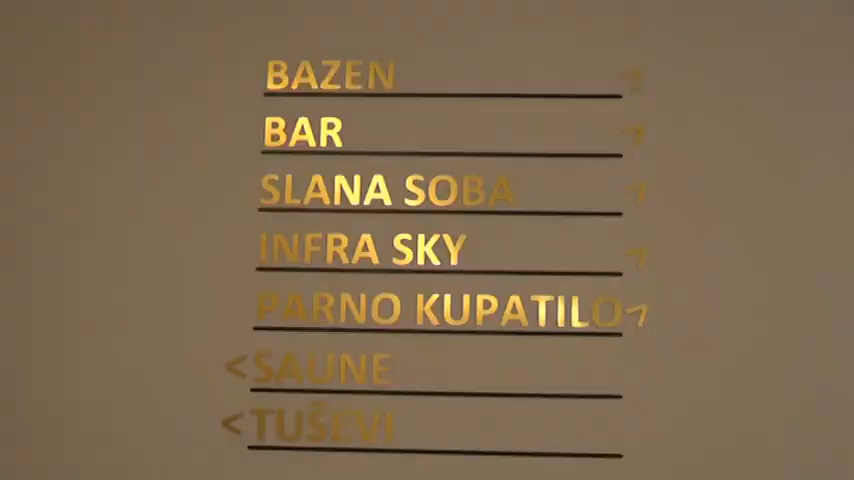 BAZEN >
BAR >
SLANA SOBA >
INFRA SKY >
PARNO KUPATILO >
< SAUNE
< TUŠEVI